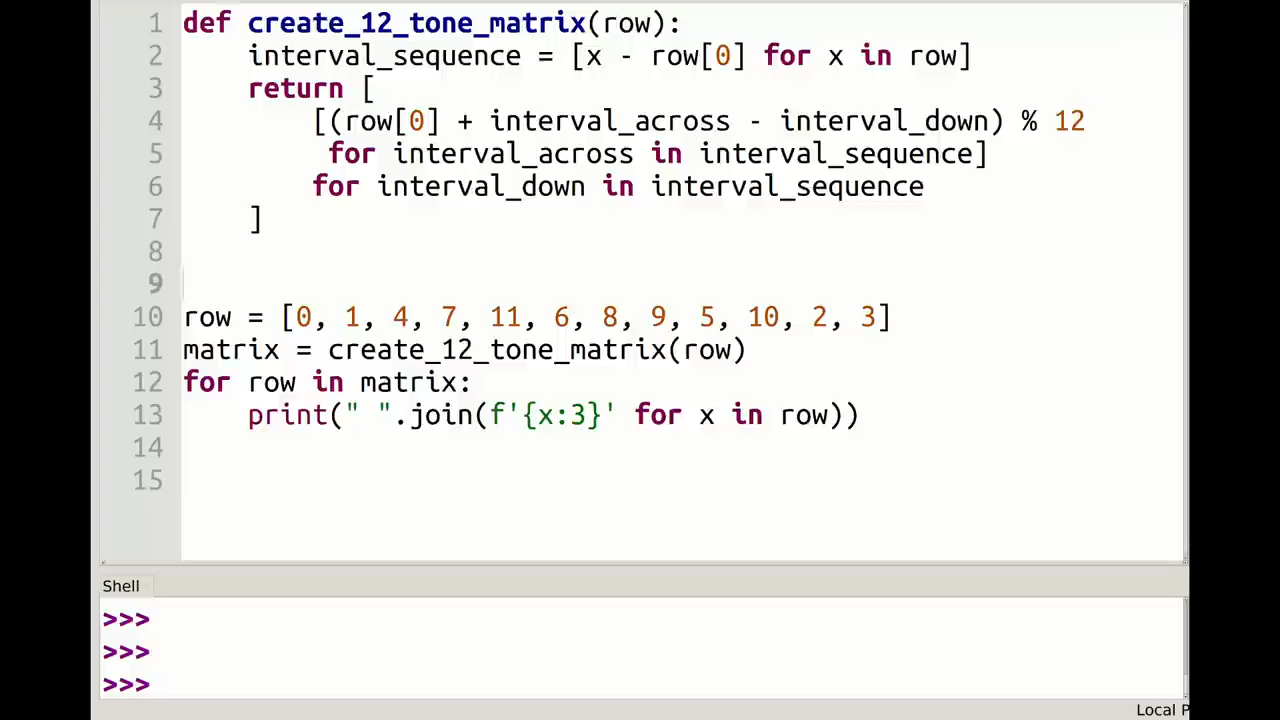 1 def create_12_tone_matrix(row):
2     interval_sequence = [x - row[0] for x in row]
3     return [
4         [(row[0] + interval_across - interval_down) % 12
5          for interval_across in interval_sequence]
6         for interval_down in interval_sequence
7     ]
8
9
10 row = [0, 1, 4, 7, 11, 6, 8, 9, 5, 10, 2, 3]
11 matrix = create_12_tone_matrix(row)
12 for row in matrix:
13     print(" ".join(f'{x:3}' for x in row))
14
15
Shell
>>>
>>>
>>>
Local P